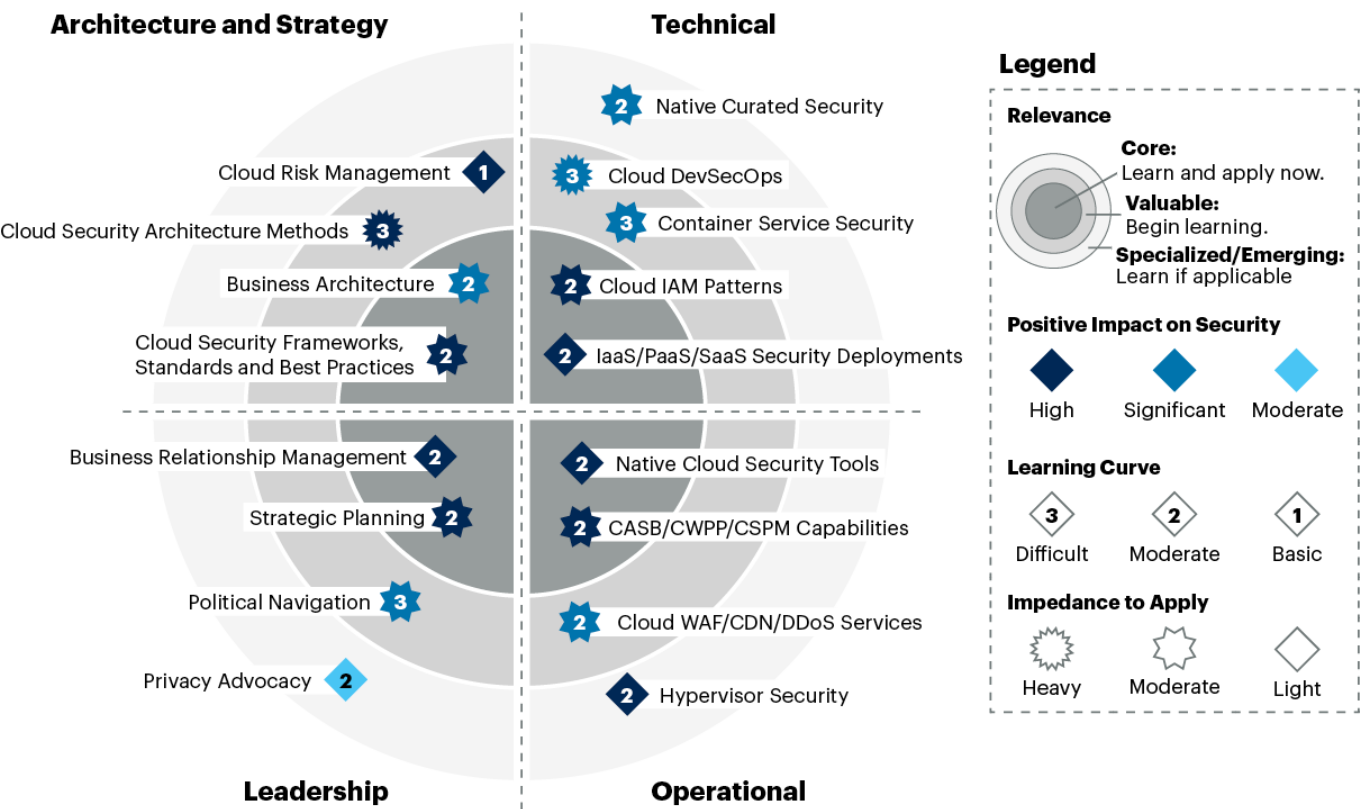 Architecture and Strategy
Technical
2 Native Curated Security
Cloud Risk Management 1
3 Cloud DevSecOps
Cloud Security Architecture Methods 3
3 Container Service Security
Business Architecture 2
2 Cloud IAM Patterns
Cloud Security Frameworks,
Standards and Best Practices 2
2 IaaS/PaaS/SaaS Security Deployments
Business Relationship Management 2
2 Native Cloud Security Tools
Strategic Planning 2
2 CASB/CWPP/CSPM Capabilities
Political Navigation 3
2 Cloud WAF/CDN/DDoS Services
Privacy Advocacy 2
2 Hypervisor Security
Leadership
Operational
Legend
Relevance
Core:
Learn and apply now.
Valuable:
Begin learning.
Specialized/Emerging:
Learn if applicable
Positive Impact on Security
High Significant Moderate
Learning Curve
3 2 1
Difficult Moderate Basic
Impedance to Apply
Heavy Moderate Light